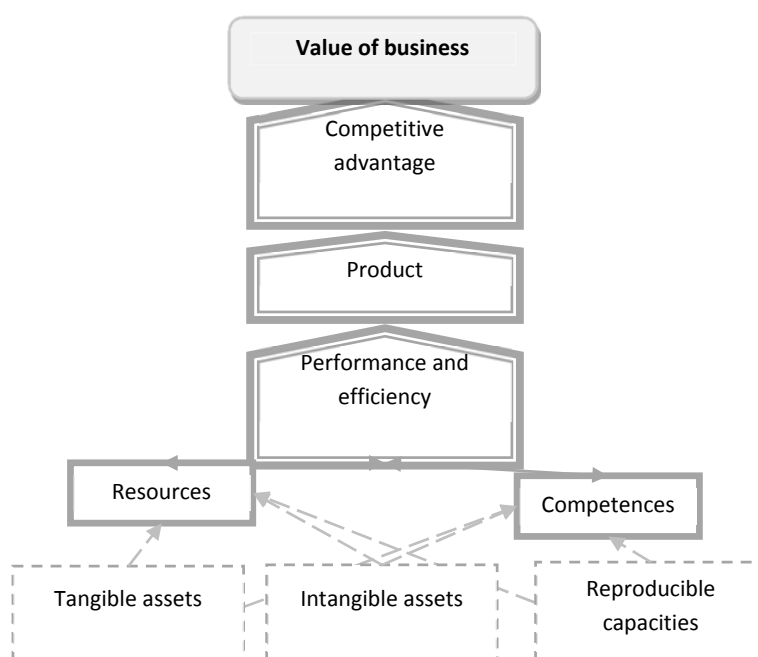 Value of business
Competitive
advantage
Product
Performance and
efficiency
Resources
Competences
Tangible assets
Intangible assets
Reproducible
capacities